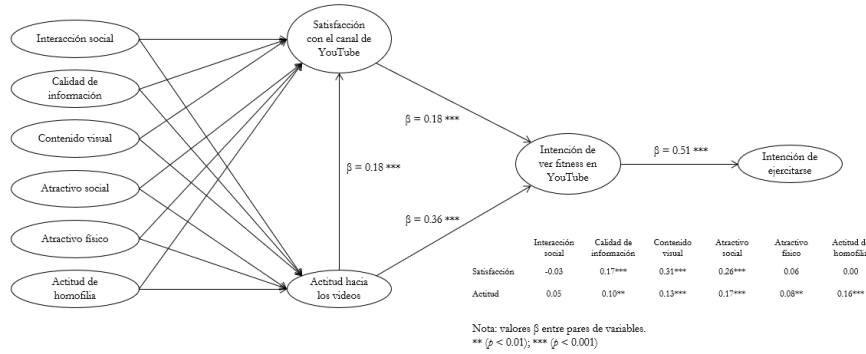 Interacción social
Calidad de
información
Contenido visual
Atractivo social
Atractivo físico
Actitud de
homofilia
Satisfacción
con el canal de
YouTube
Actitud hacia
los videos
β = 0.18 ***
β = 0.18 ***
β = 0.36 ***
Intención de
ver fitness en
YouTube
β = 0.51 ***
Intención de
ejercitarse
Interacción social Calidad de información Contenido visual Atractivo social Atractivo físico Actitud de homofilia
Satisfacción -0.03 0.17*** 0.31*** 0.26*** 0.06 0.00
Actitud 0.05 0.10** 0.13*** 0.17*** 0.08** 0.16***
Nota: valores β entre pares de variables.
** (p < 0.01); *** (p < 0.001)